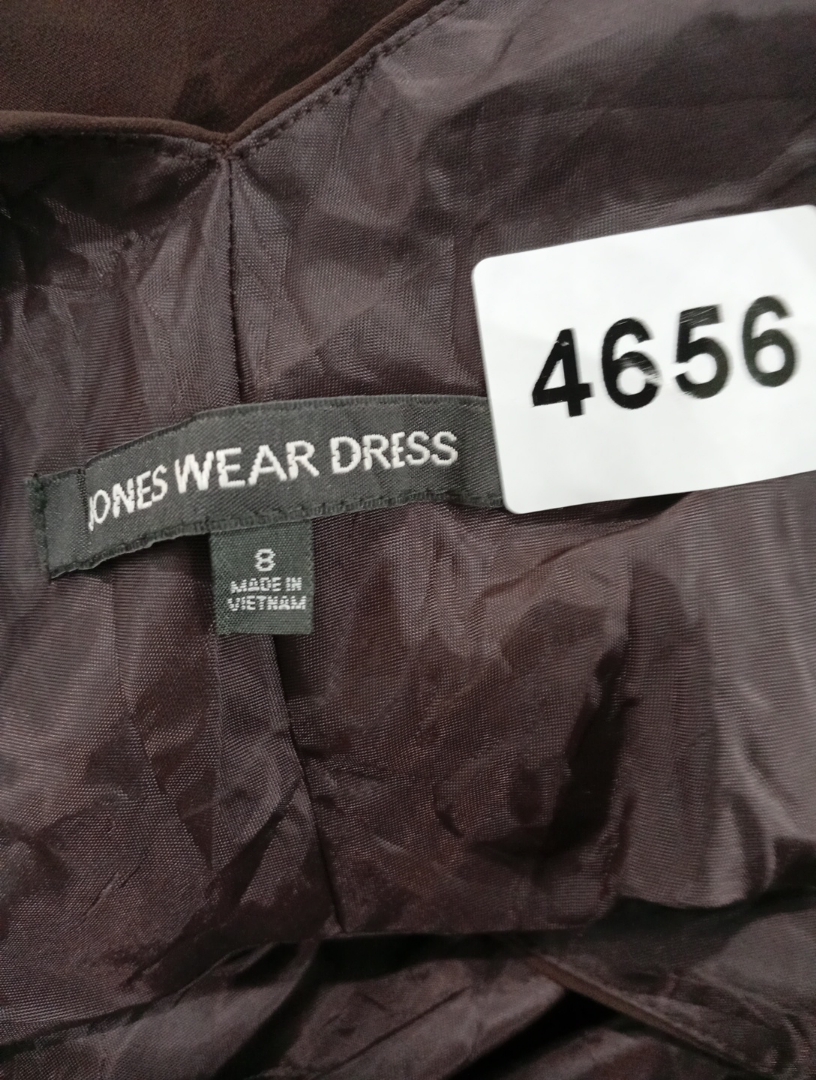 4656
JONES WEAR DRESS
8
MADE IN
VIETNAM